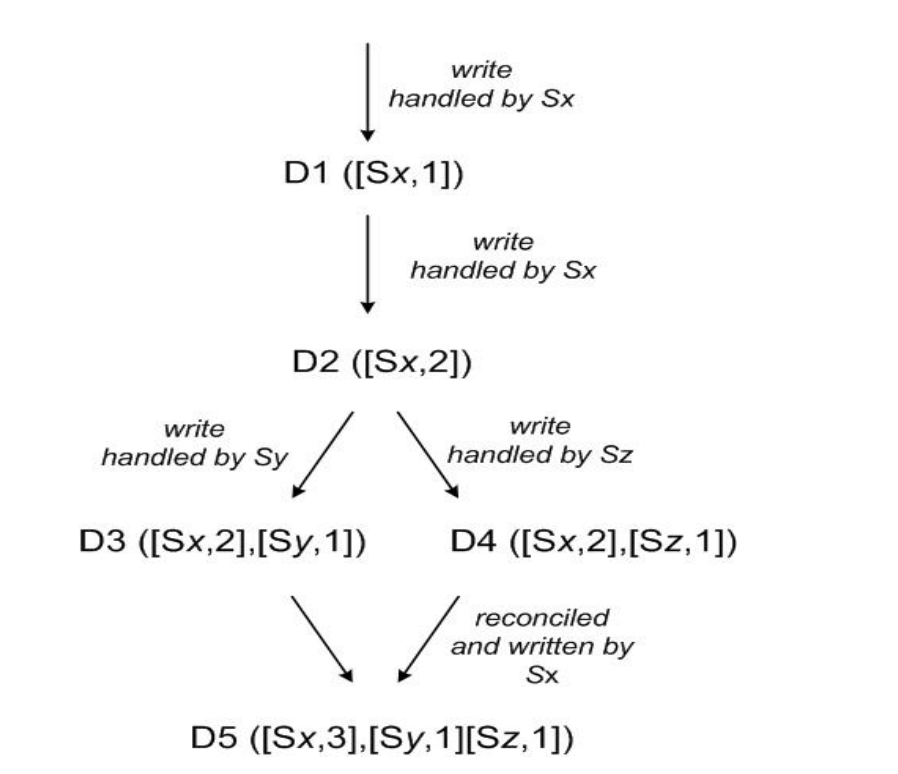 write
handled by Sx
D1 ([Sx,1])
write
handled by Sx
D2 ([Sx,2])
write
handled by Sy
write
handled by Sz
D3 ([Sx,2],[Sy,1])
D4 ([Sx,2],[Sz,1])
reconciled
and written by
Sx
D5 ([Sx,3],[Sy,1][Sz,1])